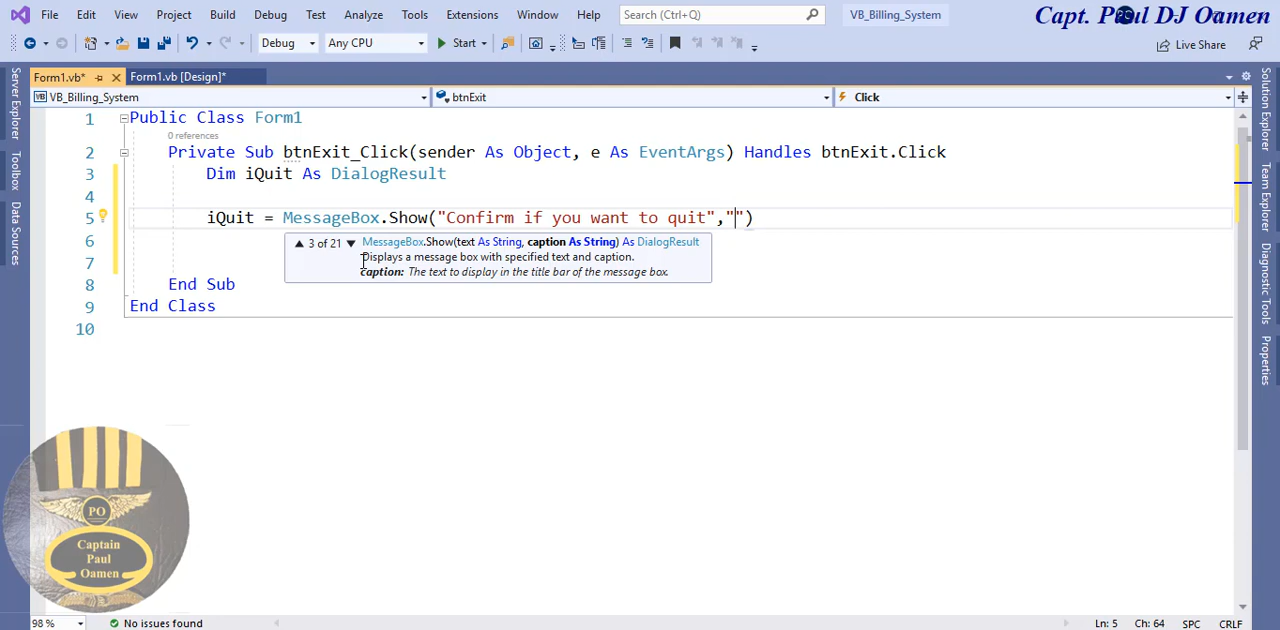 File Edit View Project Build Debug Test Analyze Tools Extensions Window Help Search (Ctrl+Q) VB_Billing_System Capt. Paul DJ Oamen
Debug Any CPU Start Live Share
Form1.vb* Form1.vb [Design]*
VB_Billing_System btnExit Click
1 Public Class Form1
0 references
2 Private Sub btnExit_Click(sender As Object, e As EventArgs) Handles btnExit.Click
3 Dim iQuit As DialogResult
4
5 iQuit = MessageBox.Show("Confirm if you want to quit","")
6 3 of 21 MessageBox.Show(text As String, caption As String) As DialogResult
Displays a message box with specified text and caption.
7 caption: The text to display in the title bar of the message box.
8 End Sub
9 End Class
10
Server Explorer
Toolbox
Data Sources
Solution Explorer
Team Explorer
Diagnostic Tools
Properties
PO
Captain
Paul
Oamen
98 % No issues found Ln: 5 Ch: 64 SPC CRLF